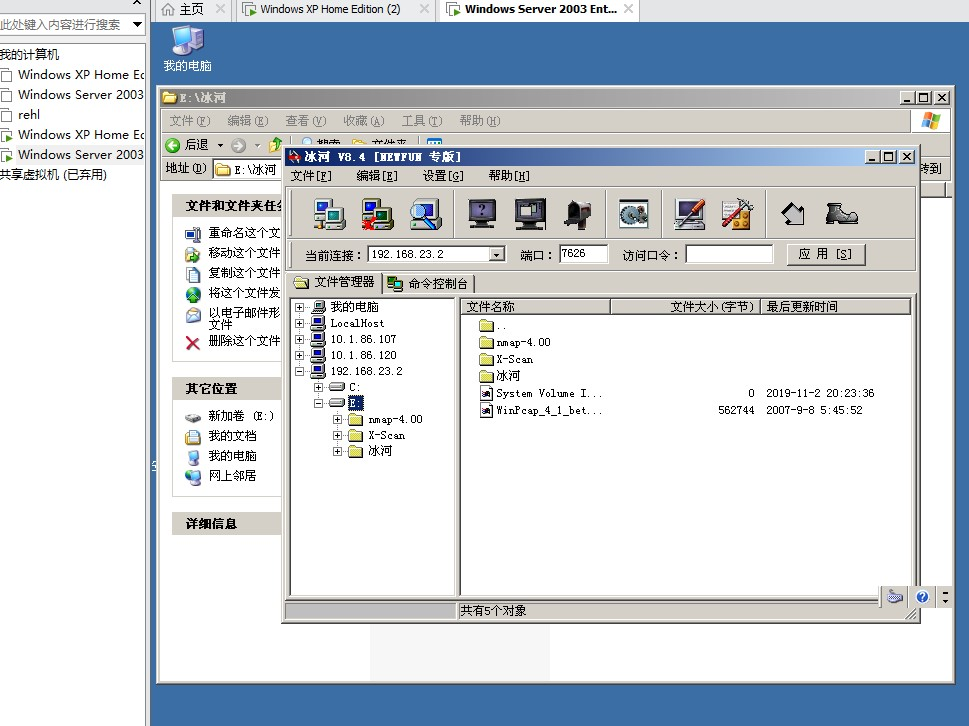 主页
Windows XP Home Edition (2)
Windows Server 2003 Ent...
此处键入内容进行搜索
我的计算机
Windows XP Home Ec
Windows Server 2003
rehl
Windows XP Home Ec
Windows Server 2003
共享虚拟机 (已弃用)
我的电脑
E:\冰河
文件(F)
编辑(E)
查看(V)
收藏(A)
工具(T)
帮助(H)
后退
搜索
文件夹
地址(D)
E:\冰河
转到
文件和文件夹任务
重命名这个文
移动这个文件
复制这个文件
将这个文件发
以电子邮件形
文件
删除这个文件
其它位置
新加卷 (E:)
我的文档
我的电脑
网上邻居
详细信息
冰河 V8.4 [NEWFUN 专版]
文件[F]
编辑[E]
设置[G]
帮助[H]
当前连接：
192.168.23.2
端口：
7626
访问口令：
应 用 [S]
文件管理器
命令控制台
我的电脑
LocalHost
10.1.86.107
10.1.86.120
192.168.23.2
C:
E:
nmap-4.00
X-Scan
冰河
文件名称
文件大小(字节)
最后更新时间
..
nmap-4.00
X-Scan
冰河
System Volume I...
0
2019-11-2 20:23:36
WinPcap_4_1_bet...
562744
2007-9-8 5:45:52
共有5个对象